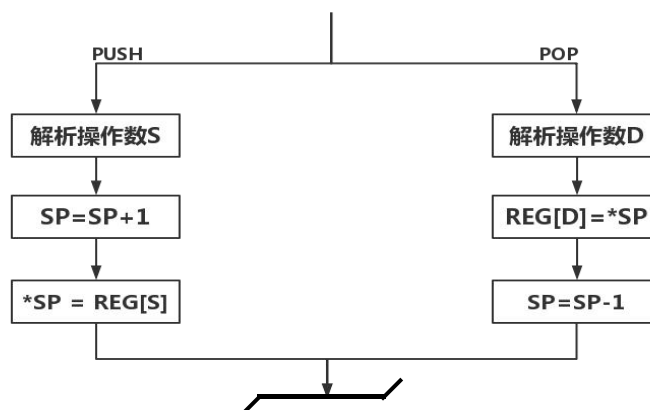 PUSH
POP
解析操作数S
解析操作数D
SP=SP+1
REG[D]=*SP
*SP = REG[S]
SP=SP-1